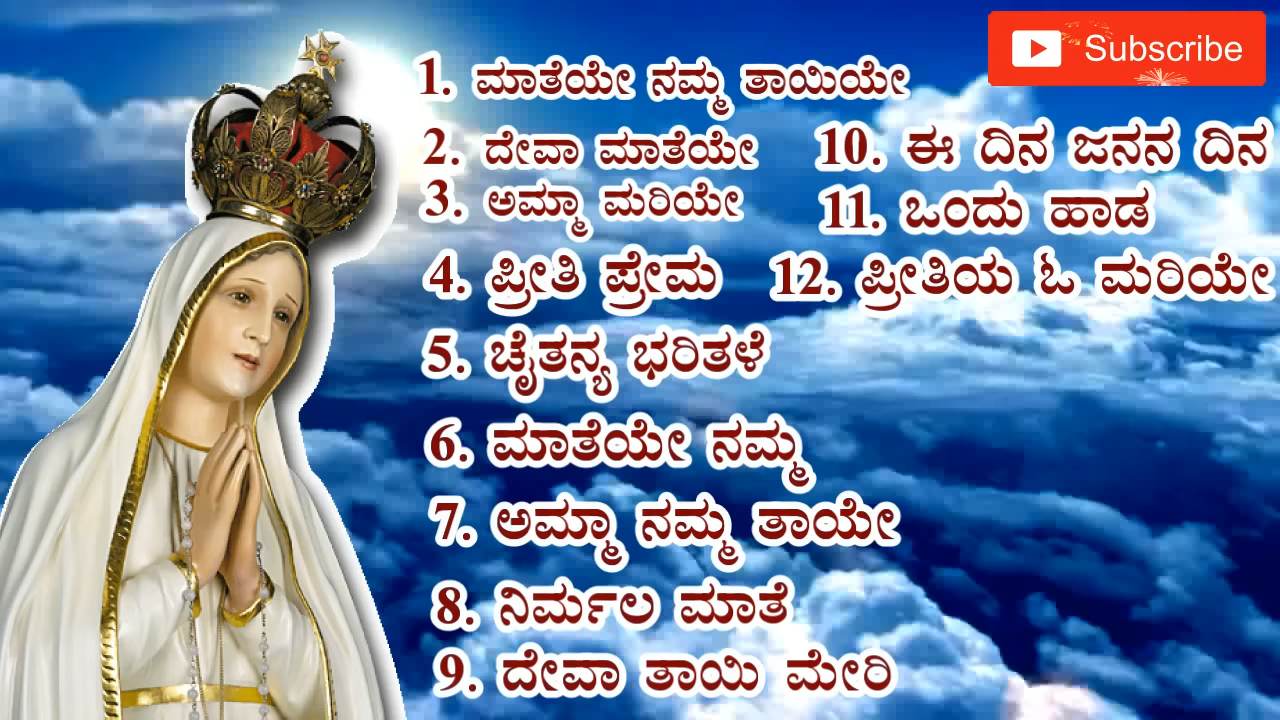 Subscribe
1. ಮಾತೆಯೇ ನಮ್ಮ ತಾಯಿಯೇ
2. ದೇವಾ ಮಾತೆಯೇ
3. ಅಮ್ಮಾ ಮರಿಯೇ
4. ಪ್ರೀತಿ ಪ್ರೇಮ
5. ಚೈತನ್ಯ ಭರಿತಳೆ
6. ಮಾತೆಯೇ ನಮ್ಮ
7. ಅಮ್ಮಾ ನಮ್ಮ ತಾಯೇ
8. ನಿರ್ಮಲ ಮಾತೆ
9. ದೇವಾ ತಾಯಿ ಮೇರಿ
10. ಈ ದಿನ ಜನನ ದಿನ
11. ಒಂದು ಹಾಡ
12. ಪ್ರೀತಿಯ ಓ ಮರಿಯೇ